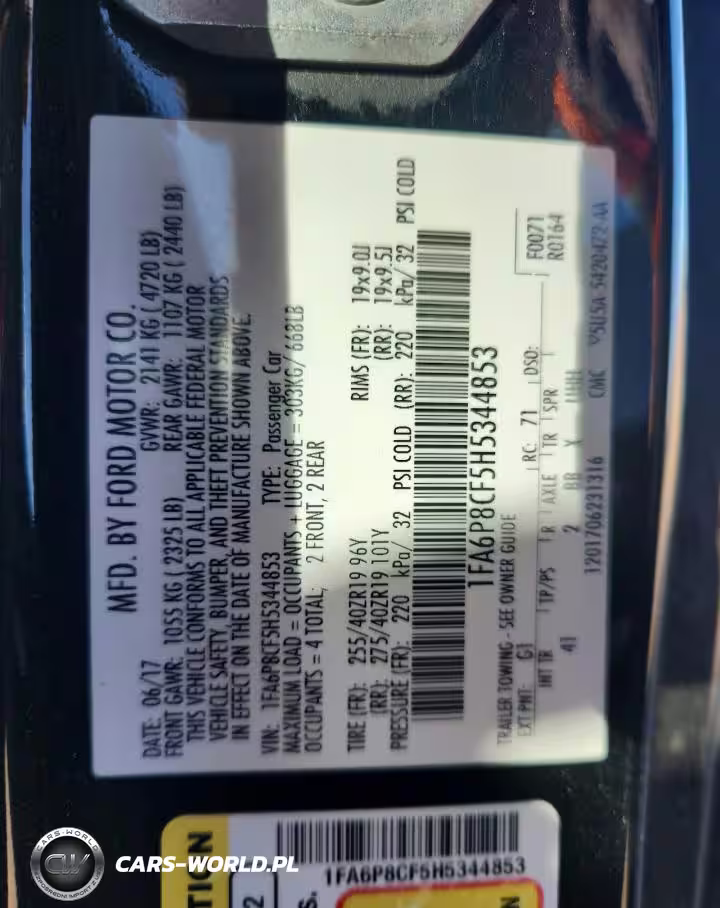 MFD. BY FORD MOTOR CO.
DATE: 06/17 GVWR: 2141 KG ( 4720 LB)
FRONT GAWR: 1055 KG ( 2325 LB) REAR GAWR: 1107 KG ( 2440 LB)
THIS VEHICLE CONFORMS TO ALL APPLICABLE FEDERAL MOTOR
VEHICLE SAFETY, BUMPER, AND THEFT PREVENTION STANDARDS
IN EFFECT ON THE DATE OF MANUFACTURE SHOWN ABOVE.
VIN: 1FA6P8CF5H5344853 TYPE: Passenger Car
MAXIMUM LOAD = OCCUPANTS + LUGGAGE = 303KG/ 668LB
OCCUPANTS = 4 TOTAL; 2 FRONT, 2 REAR
TIRE (FR): 255/40ZR19 96Y RIMS (FR): 19x9.0J
(RR): 275/40ZR19 101Y (RR): 19x9.5J
PRESSURE (FR): 220 kPa/ 32 PSI COLD (RR): 220 kPa/ 32 PSI COLD
1FA6P8CF5H5344853
F0071
R0164
TRAILER TOWING - SEE OWNER GUIDE
EXT PNT: G1 RC: 71 DSO:
INT TR TP/PS R AXLE TR SPR
41 2 BB X
1201706231316 CMC
1FA6P8CF5H5344853
CARS-WORLD
CW
CARS-WORLD.PL